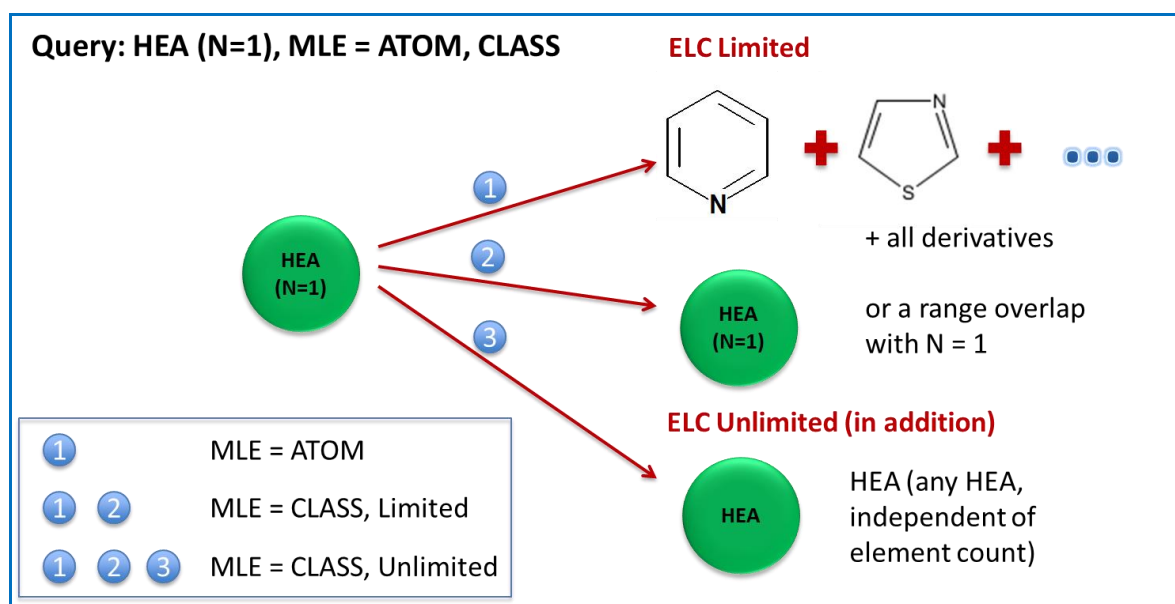 Query: HEA (N=1), MLE = ATOM, CLASS
ELC Limited
N
N
S
+ all derivatives
1
2
3
HEA
(N=1)
HEA
(N=1)
or a range overlap
with N = 1
ELC Unlimited (in addition)
HEA
HEA (any HEA,
independent of
element count)
1 MLE = ATOM
1 2 MLE = CLASS, Limited
1 2 3 MLE = CLASS, Unlimited